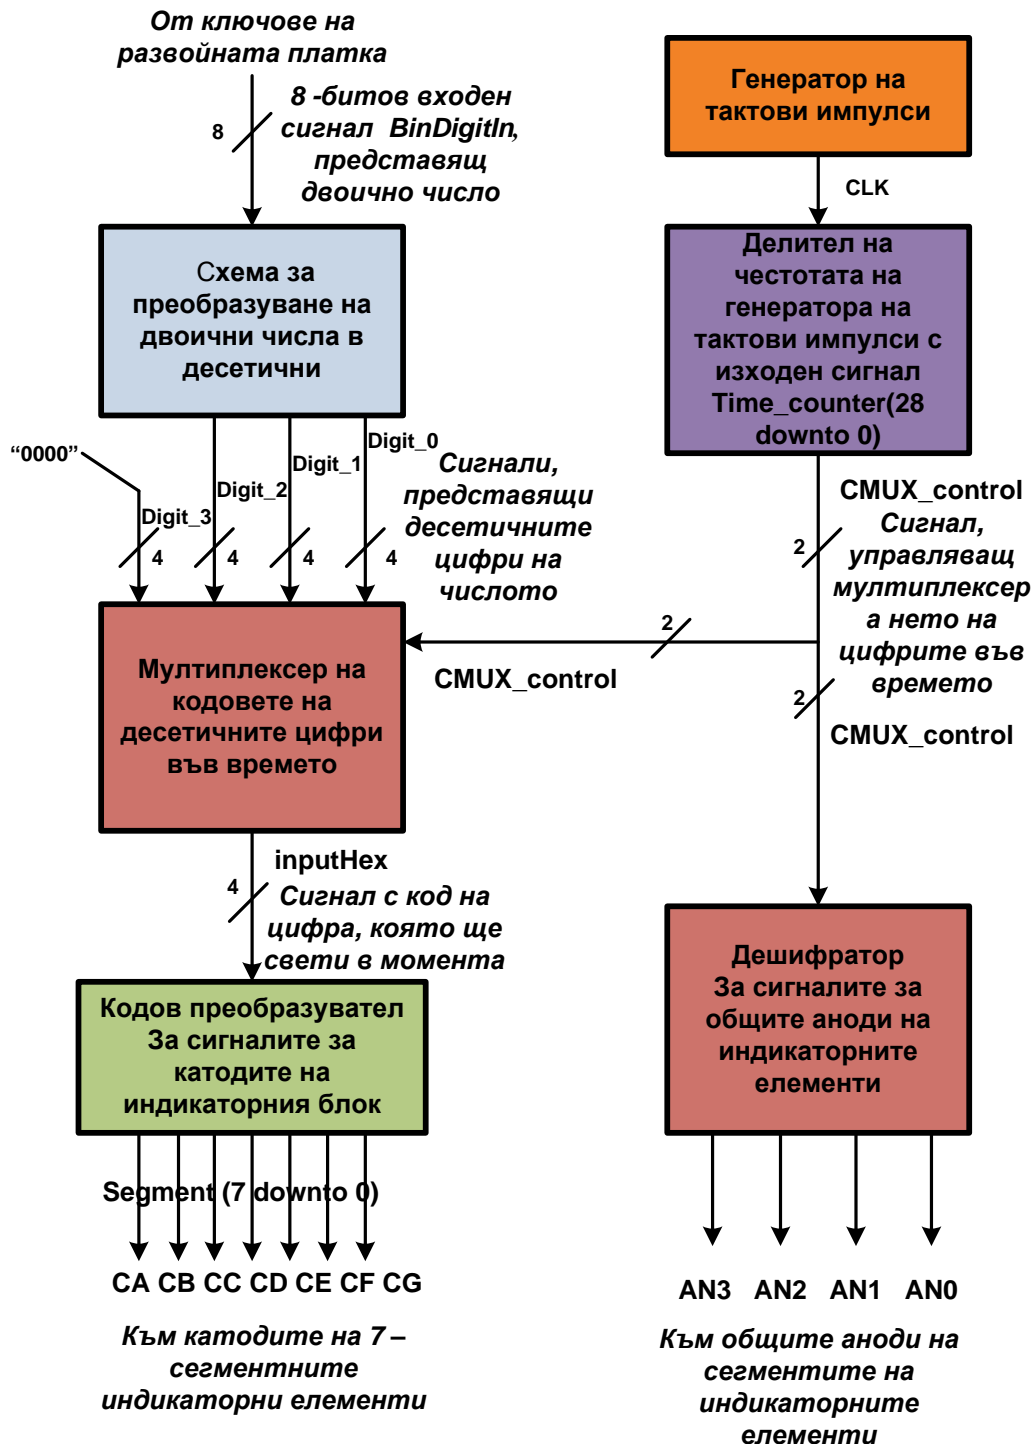 От ключове на
развойната платка
8 -битов входен
сигнал BinDigitIn,
представящ
двоично число
8
Схема за
преобразуване на
двоични числа в
десетични
“0000”
Digit_3
Digit_2
Digit_1
Digit_0
4
4
4
4
Сигнали,
представящи
десетичните
цифри на
числото
Мултиплексер на
кодовете на
десетичните цифри
във времето
inputHex
4
Сигнал с код на
цифра, която ще
свети в момента
Кодов преобразувател
За сигналите за
катодите на
индикаторния блок
Segment (7 downto 0)
CA CB CC CD CE CF CG
Към катодите на 7 –
сегментните
индикаторни елементи
Генератор на
тактови импулси
CLK
Делител на
честотата на
генератора на
тактови импулси с
изходен сигнал
Time_counter(28
downto 0)
CMUX_control
2
Сигнал,
управляващ
мултиплексер
а нето на
цифрите във
времето
2
CMUX_control
2
CMUX_control
Дешифратор
За сигналите за
общите аноди на
индикаторните
елементи
AN3 AN2 AN1 AN0
Към общите аноди на
сегментите на
индикаторните
елементи